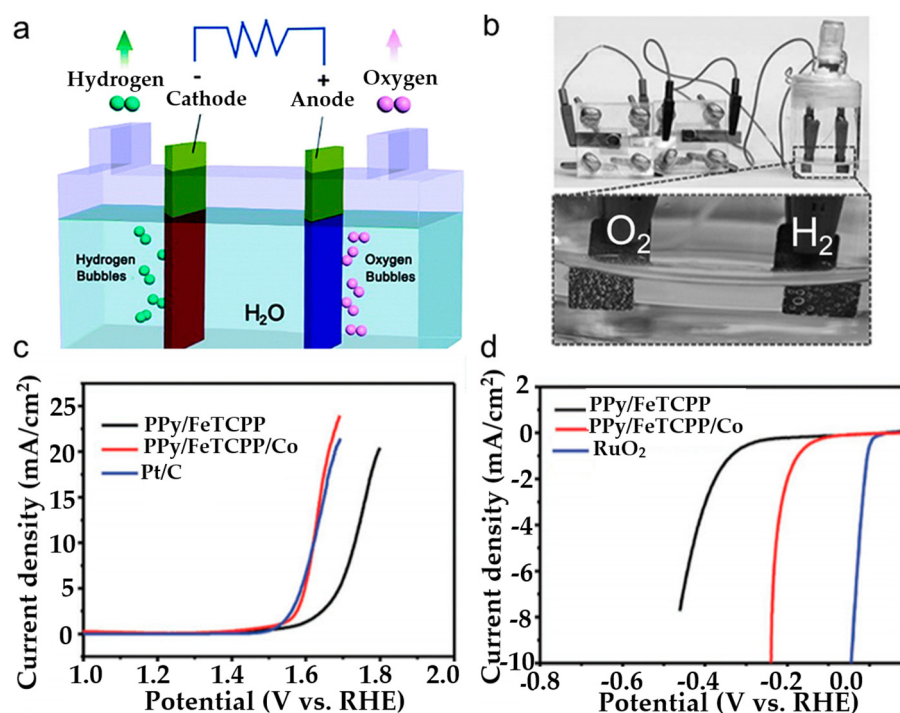 a
Hydrogen
Oxygen
-
+
Cathode
Anode
Hydrogen
Bubbles
H₂O
Oxygen
Bubbles
b
O₂
H₂
c
Current density (mA/cm²)
25
20
15
10
5
0
PPy/FeTCPP
PPy/FeTCPP/Co
Pt/C
1.0
1.2
1.4
1.6
1.8
2.0
Potential (V vs. RHE)
d
Current density (mA/cm²)
2
0
-2
-4
-6
-8
-10
PPy/FeTCPP
PPy/FeTCPP/Co
RuO₂
-0.8
-0.6
-0.4
-0.2
0.0
Potential (V vs. RHE)